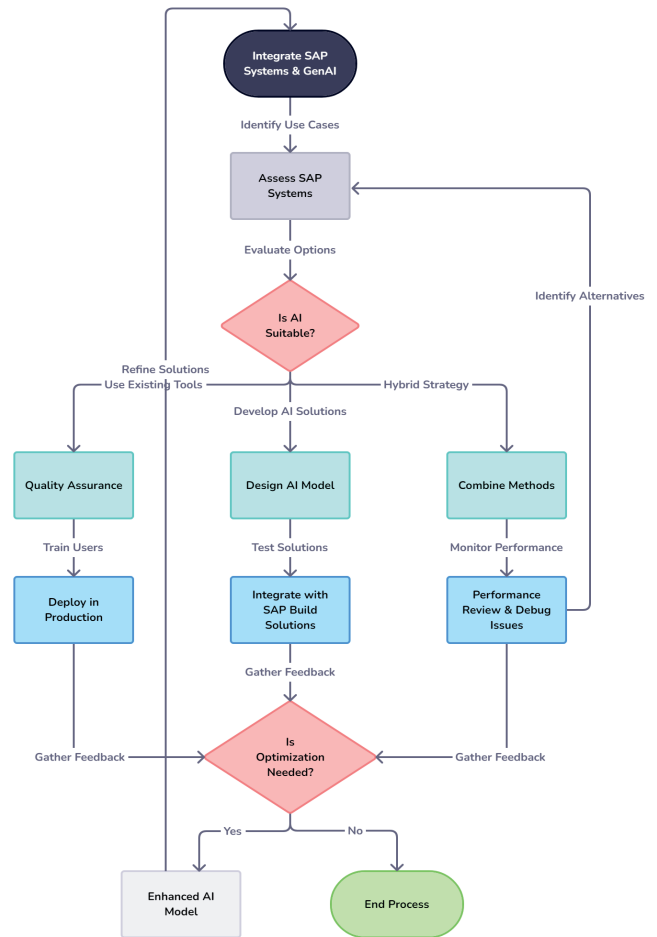 Integrate SAP
Systems & GenAI
Identify Use Cases
Assess SAP
Systems
Evaluate Options
Identify Alternatives
Is AI
Suitable?
Refine Solutions
Use Existing Tools
Hybrid Strategy
Develop AI Solutions
Quality Assurance
Design AI Model
Combine Methods
Train Users
Test Solutions
Monitor Performance
Deploy in
Production
Integrate with
SAP Build
Solutions
Performance
Review & Debug
Issues
Gather Feedback
Is
Optimization
Needed?
Gather Feedback
Gather Feedback
Yes
No
Enhanced AI
Model
End Process